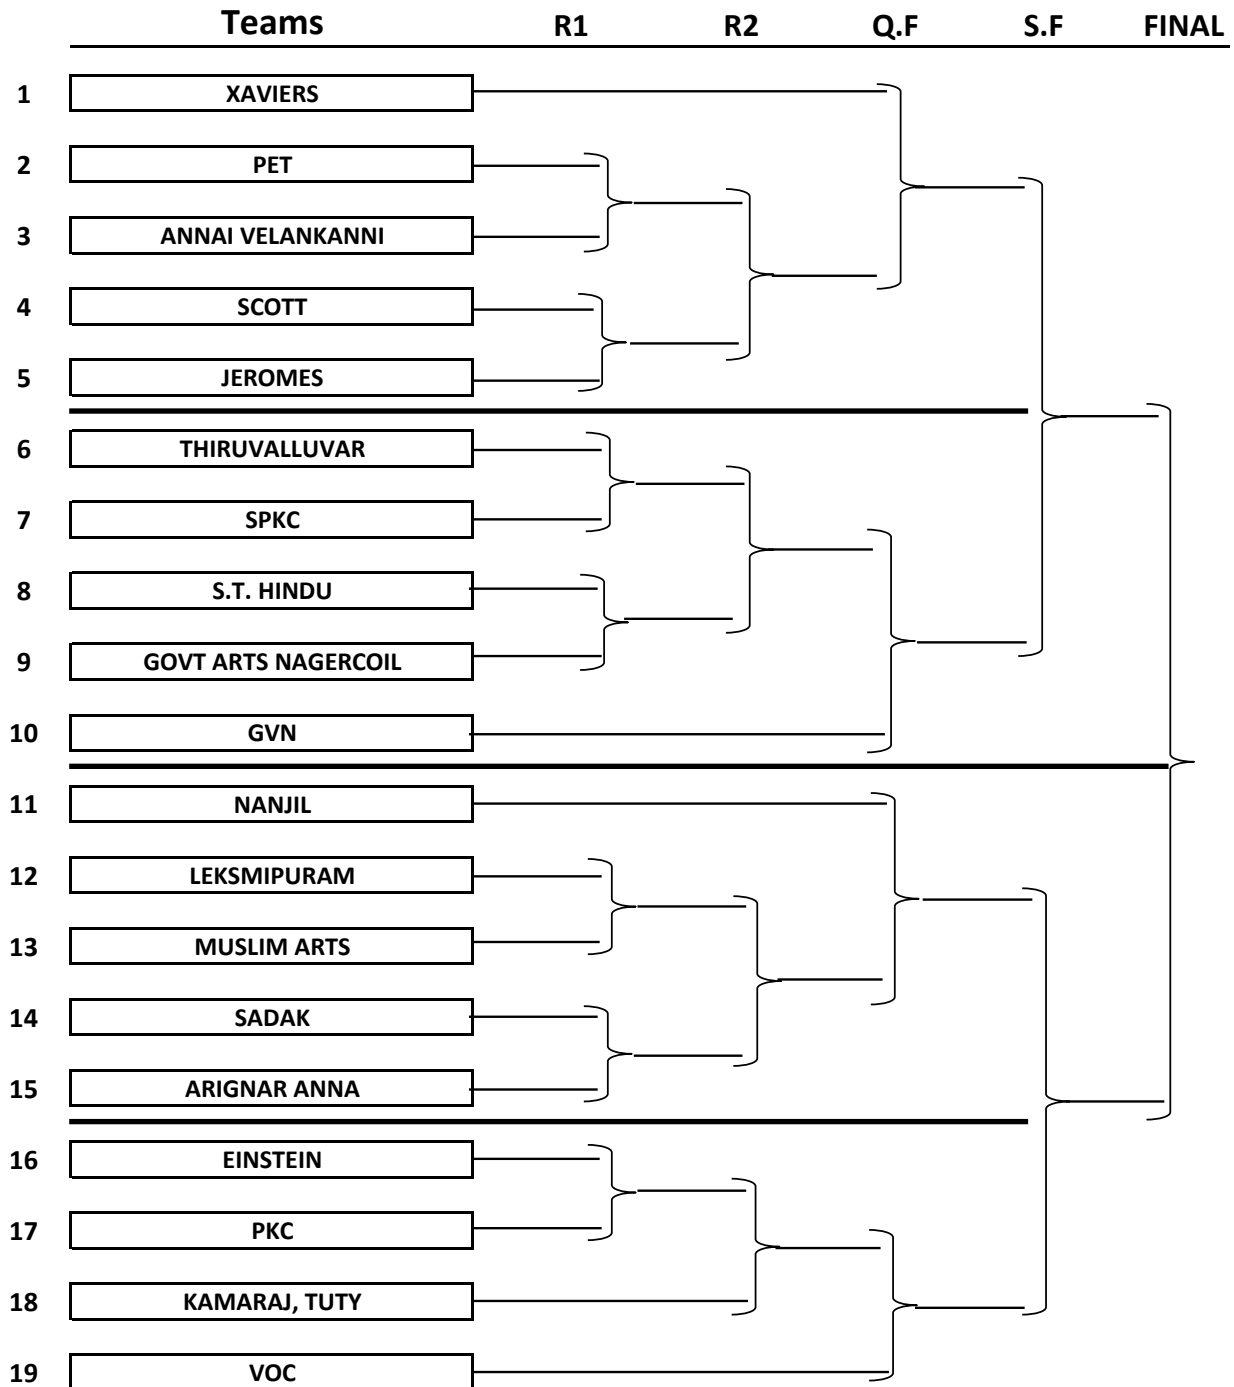 Teams R1 R2 Q.F S.F FINAL
1 XAVIERS
2 PET
3 ANNAI VELANKANNI
4 SCOTT
5 JEROMES
6 THIRUVALLUVAR
7 SPKC
8 S.T. HINDU
9 GOVT ARTS NAGERCOIL
10 GVN
11 NANJIL
12 LEKSMIPURAM
13 MUSLIM ARTS
14 SADAK
15 ARIGNAR ANNA
16 EINSTEIN
17 PKC
18 KAMARAJ, TUTY
19 VOC